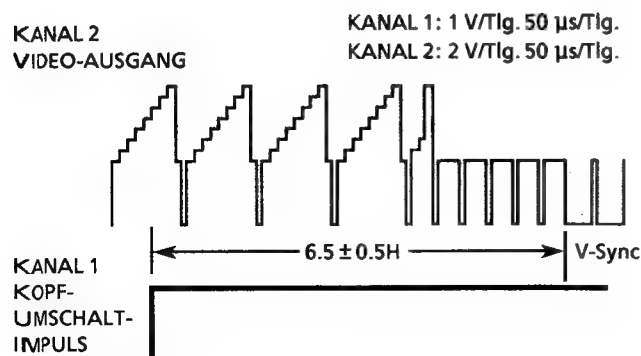 KANAL 2
VIDEO-AUSGANG
KANAL 1: 1 V/Tlg. 50 µs/Tlg.
KANAL 2: 2 V/Tlg. 50 µs/Tlg.
6.5 ± 0.5H
V-Sync
KANAL 1
KOPF-
UMSCHALT-
IMPULS